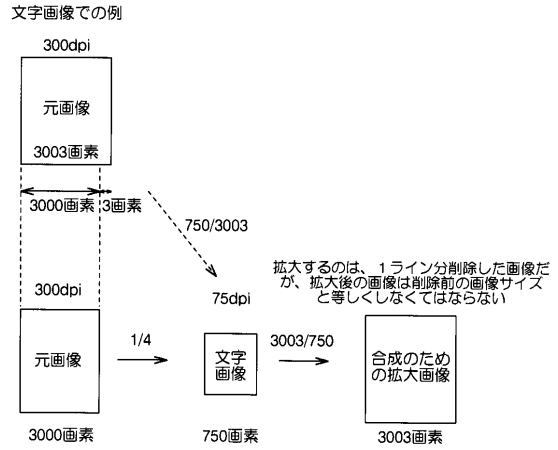 文字画像での例
300dpi
元画像
3003画素
3000画素
3画素
750/3003
300dpi
元画像
3000画素
1/4
75dpi
文字
画像
750画素
3003/750
拡大するのは、１ライン分削除した画像だ
が、拡大後の画像は削除前の画像サイズ
と等しくしなくてはならない
合成のため
の拡大画像
3003画素